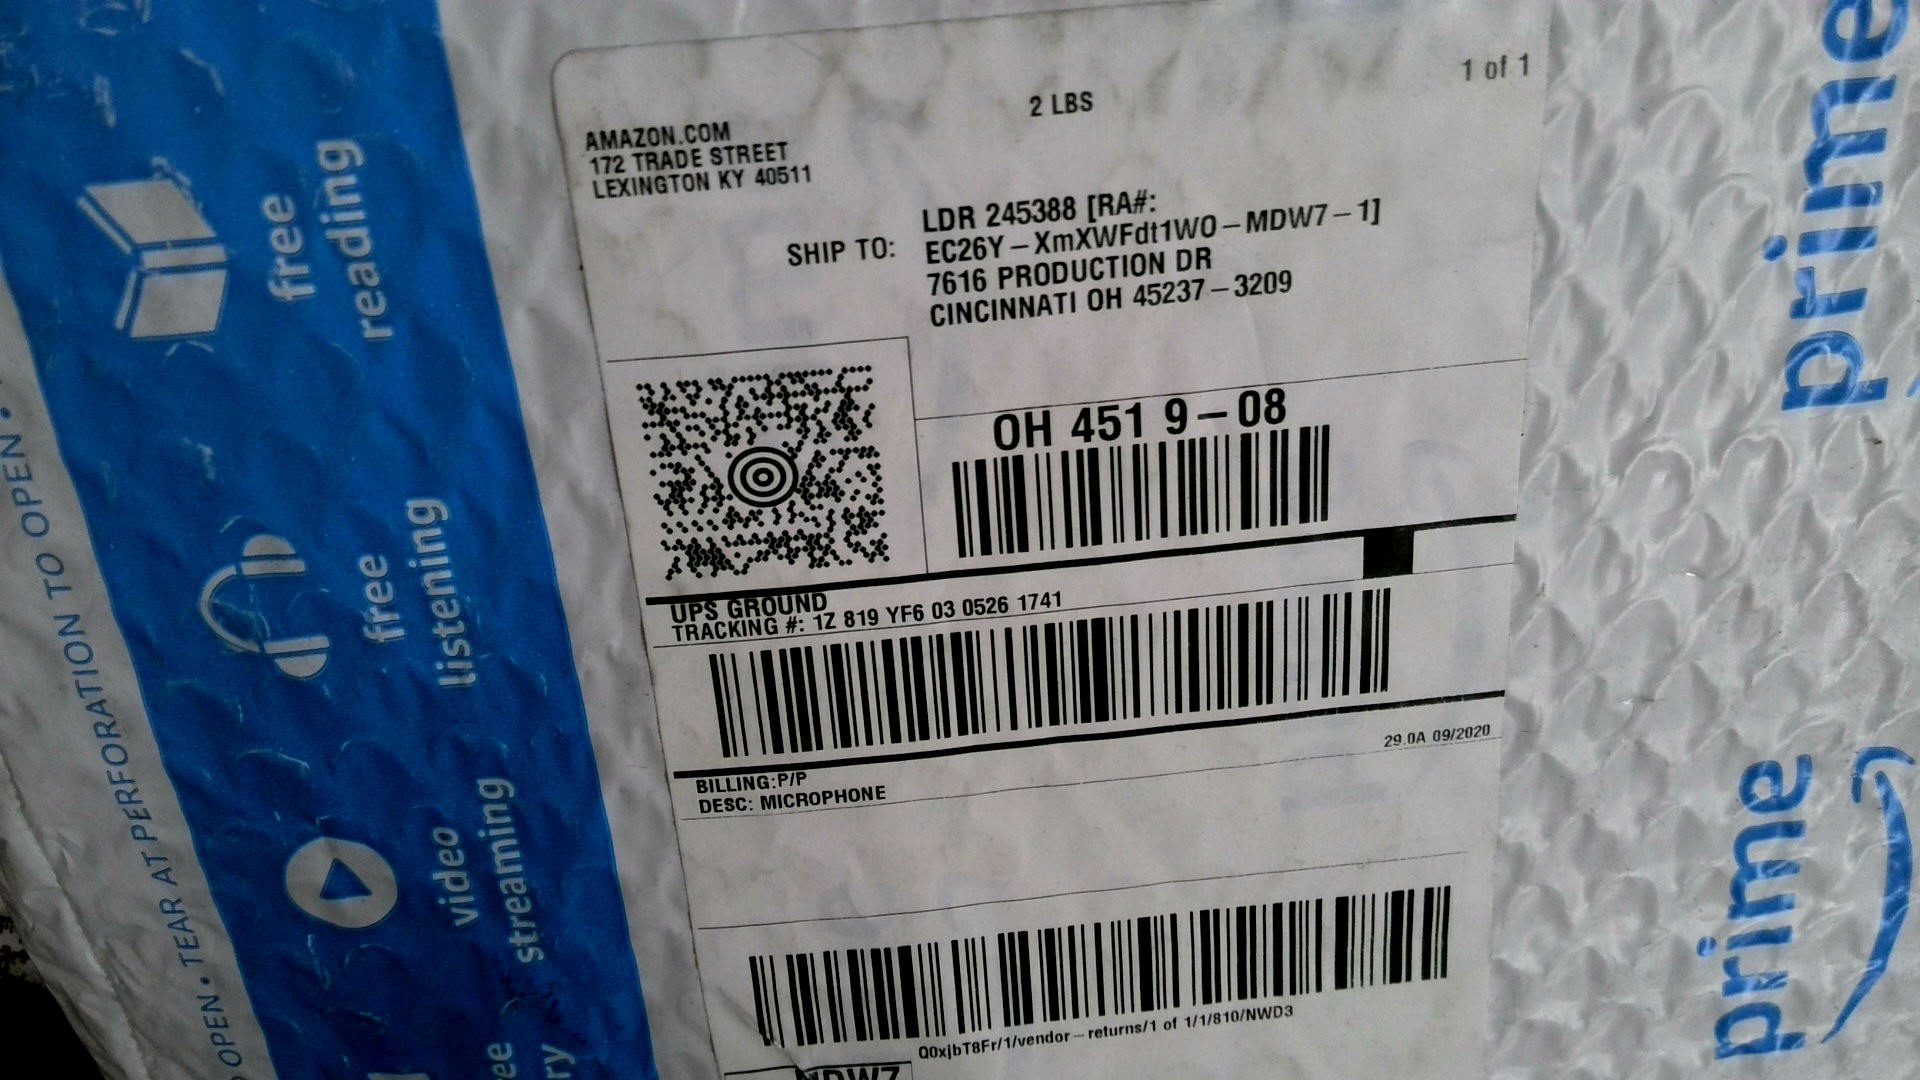 1 of 1
2 LBS
AMAZON.COM
172 TRADE STREET
LEXINGTON KY 40511
SHIP TO:
LDR 245388 [RA#:
EC26Y-XmXWFdt1WO-MDW7-1]
7616 PRODUCTION DR
CINCINNATI OH 45237-3209
OH 451 9-08
UPS GROUND
TRACKING #: 1Z 819 YF6 03 0526 1741
29.0A 09/2020
BILLING:P/P
DESC: MICROPHONE
Q0xjbT8Fr/1/vendor-returns/1 of 1/1/810/NWD3
free
reading
free
listening
video
streaming
TO OPEN • TEAR AT PERFORATION TO OPEN •
prime
prime